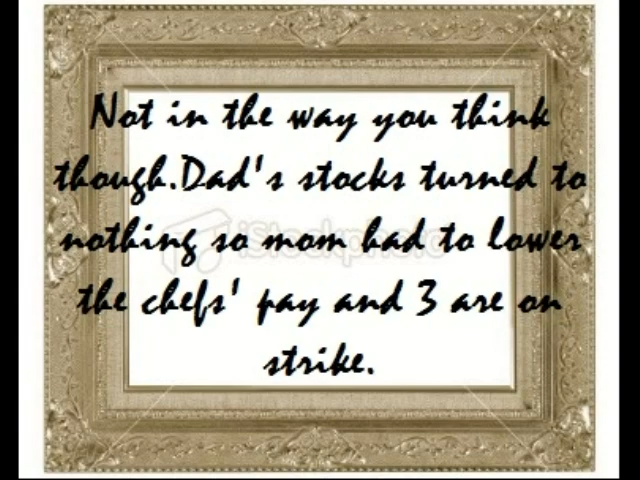 Not in the way you think
though.Dad's stocks turned to
nothing so mom had to lower
the chefs' pay and 3 are on
strike.
iStockphoto